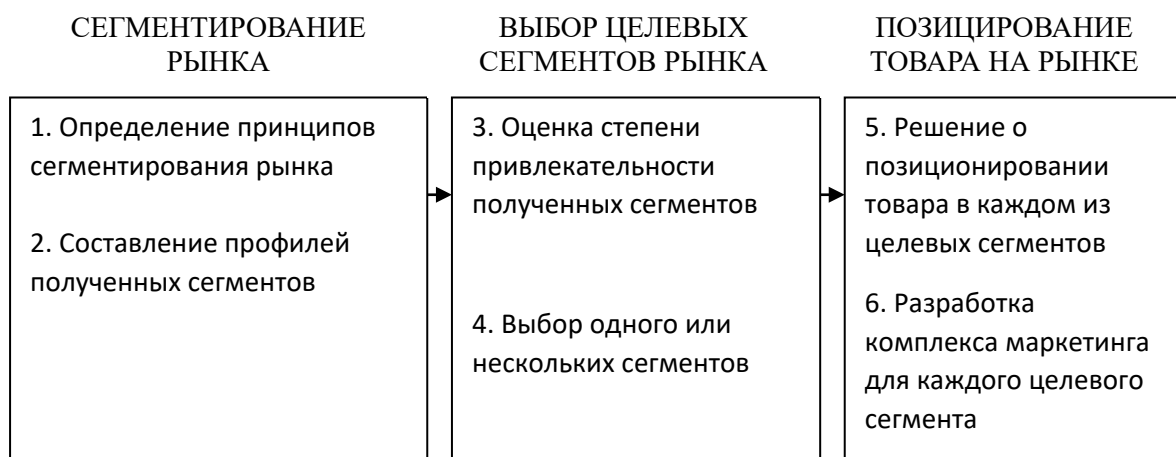 СЕГМЕНТИРОВАНИЕ
РЫНКА
1. Определение принципов
сегментирования рынка
2. Составление профилей
полученных сегментов
ВЫБОР ЦЕЛЕВЫХ
СЕГМЕНТОВ РЫНКА
3. Оценка степени
привлекательности
полученных сегментов
4. Выбор одного или
нескольких сегментов
ПОЗИЦИРОВАНИЕ
ТОВАРА НА РЫНКЕ
5. Решение о
позиционировании
товара в каждом из
целевых сегментов
6. Разработка
комплекса маркетинга
для каждого целевого
сегмента